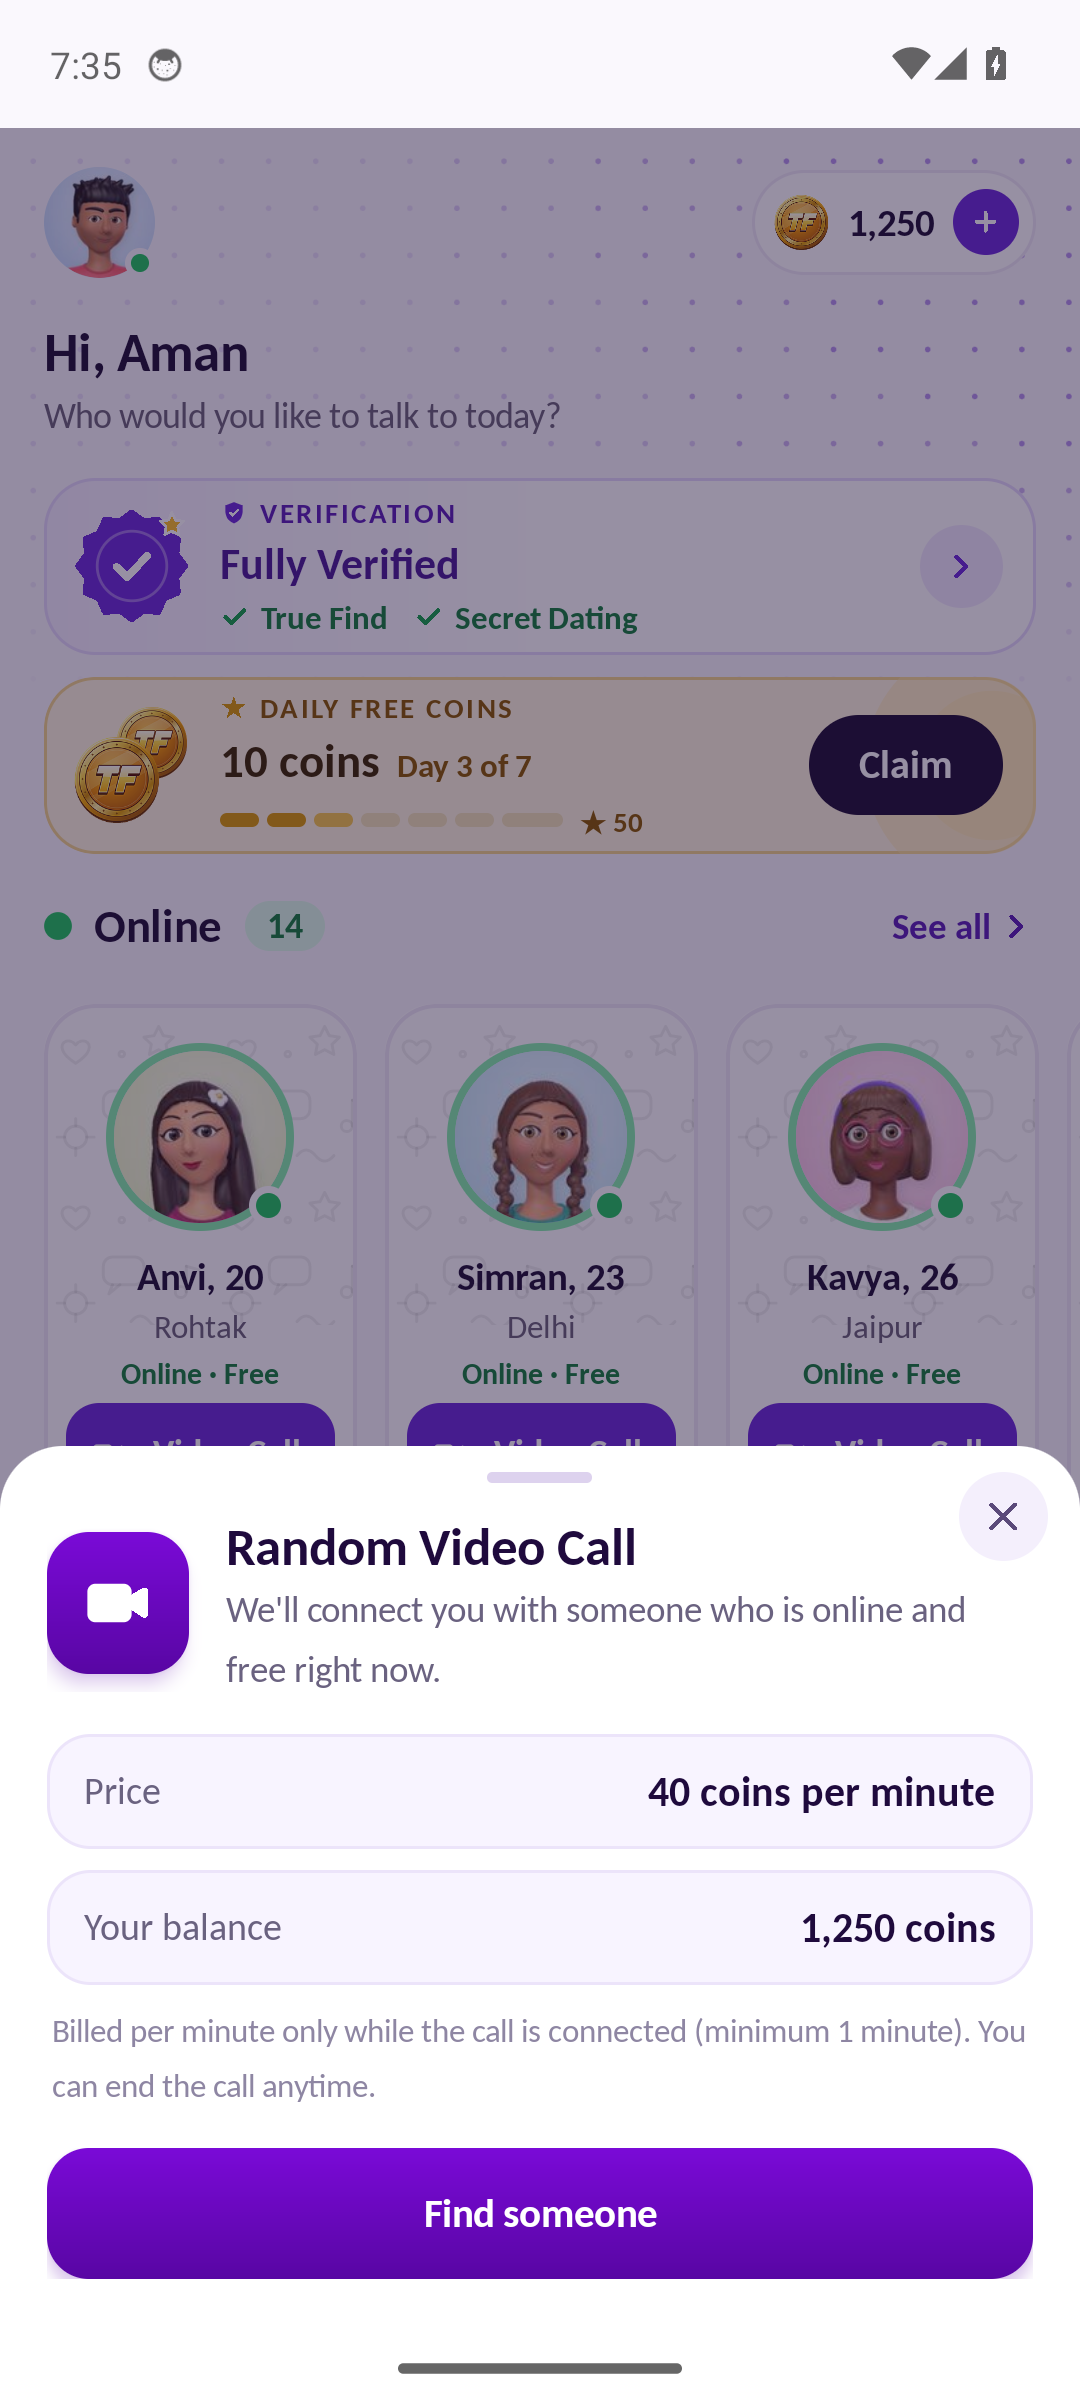 7:35
1,250
Hi, Aman
Who would you like to talk to today?
VERIFICATION
Fully Verified
True Find Secret Dating
DAILY FREE COINS
10 coins Day 3 of 7
50
Claim
Online 14 See all
Anvi, 20
Rohtak
Online · Free
Simran, 23
Delhi
Online · Free
Kavya, 26
Jaipur
Online · Free
Random Video Call
We'll connect you with someone who is online and
free right now.
Price 40 coins per minute
Your balance 1,250 coins
Billed per minute only while the call is connected (minimum 1 minute). You
can end the call anytime.
Find someone